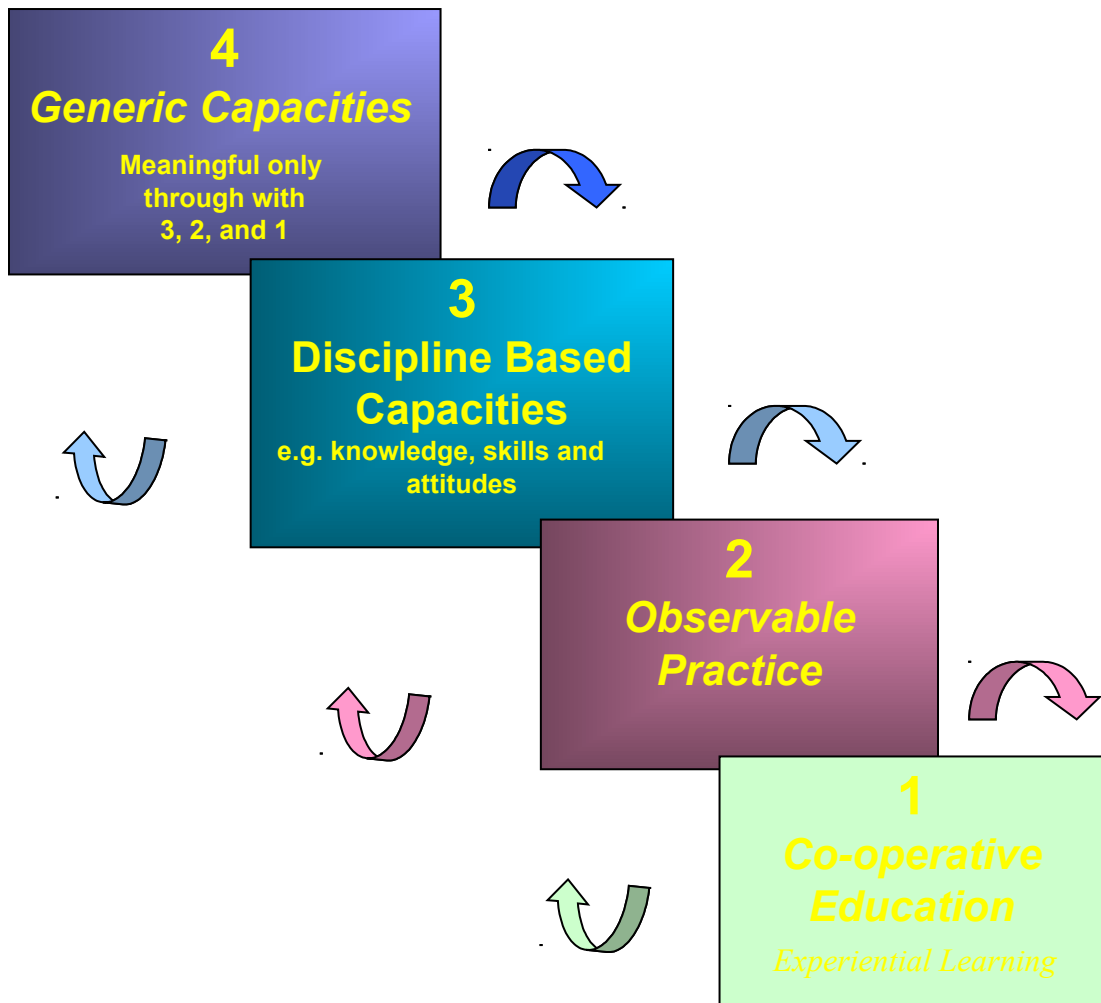 4
Generic Capacities
Meaningful only
through with
3, 2, and 1
3
Discipline Based
Capacities
e.g. knowledge, skills and
attitudes
2
Observable
Practice
1
Co-operative
Education
Experiential Learning